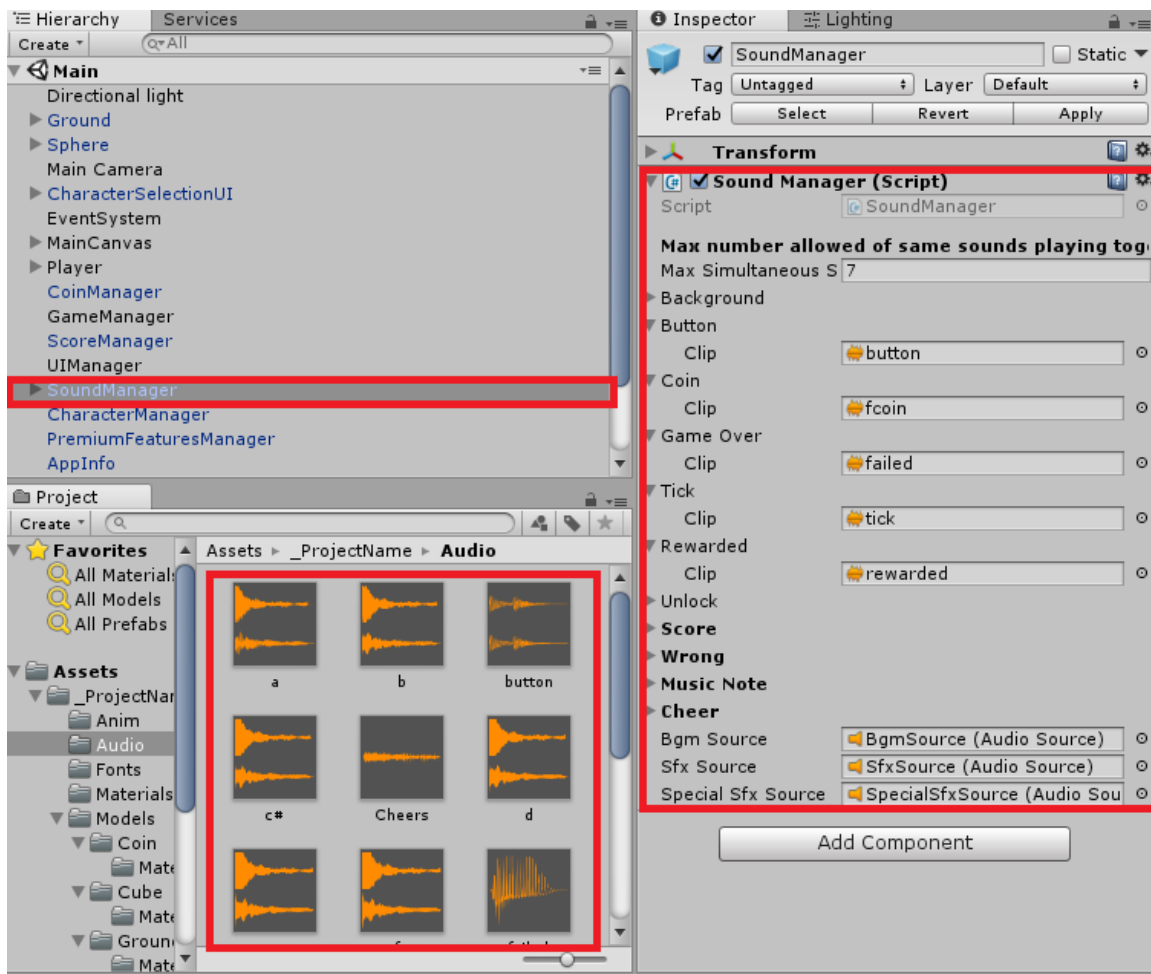 Hierarchy Services
Create All
Main
Directional light
Ground
Sphere
Main Camera
CharacterSelectionUI
EventSystem
MainCanvas
Player
CoinManager
GameManager
ScoreManager
UIManager
SoundManager
CharacterManager
PremiumFeaturesManager
AppInfo
Project
Create
Favorites
All Materials
All Models
All Prefabs
Assets
_ProjectNar
Anim
Audio
Fonts
Materials
Models
Coin
Mate
Cube
Mate
Groun
Mate
Assets _ProjectName Audio
a b button
c# Cheers d
Inspector Lighting
SoundManager Static
Tag Untagged Layer Default
Prefab Select Revert Apply
Transform
Sound Manager (Script)
Script SoundManager
Max number allowed of same sounds playing tog
Max Simultaneous S 7
Background
Button
Clip button
Coin
Clip fcoin
Game Over
Clip failed
Tick
Clip tick
Rewarded
Clip rewarded
Unlock
Score
Wrong
Music Note
Cheer
Bgm Source BgmSource (Audio Source)
Sfx Source SfxSource (Audio Source)
Special Sfx Source SpecialSfxSource (Audio Sou
Add Component